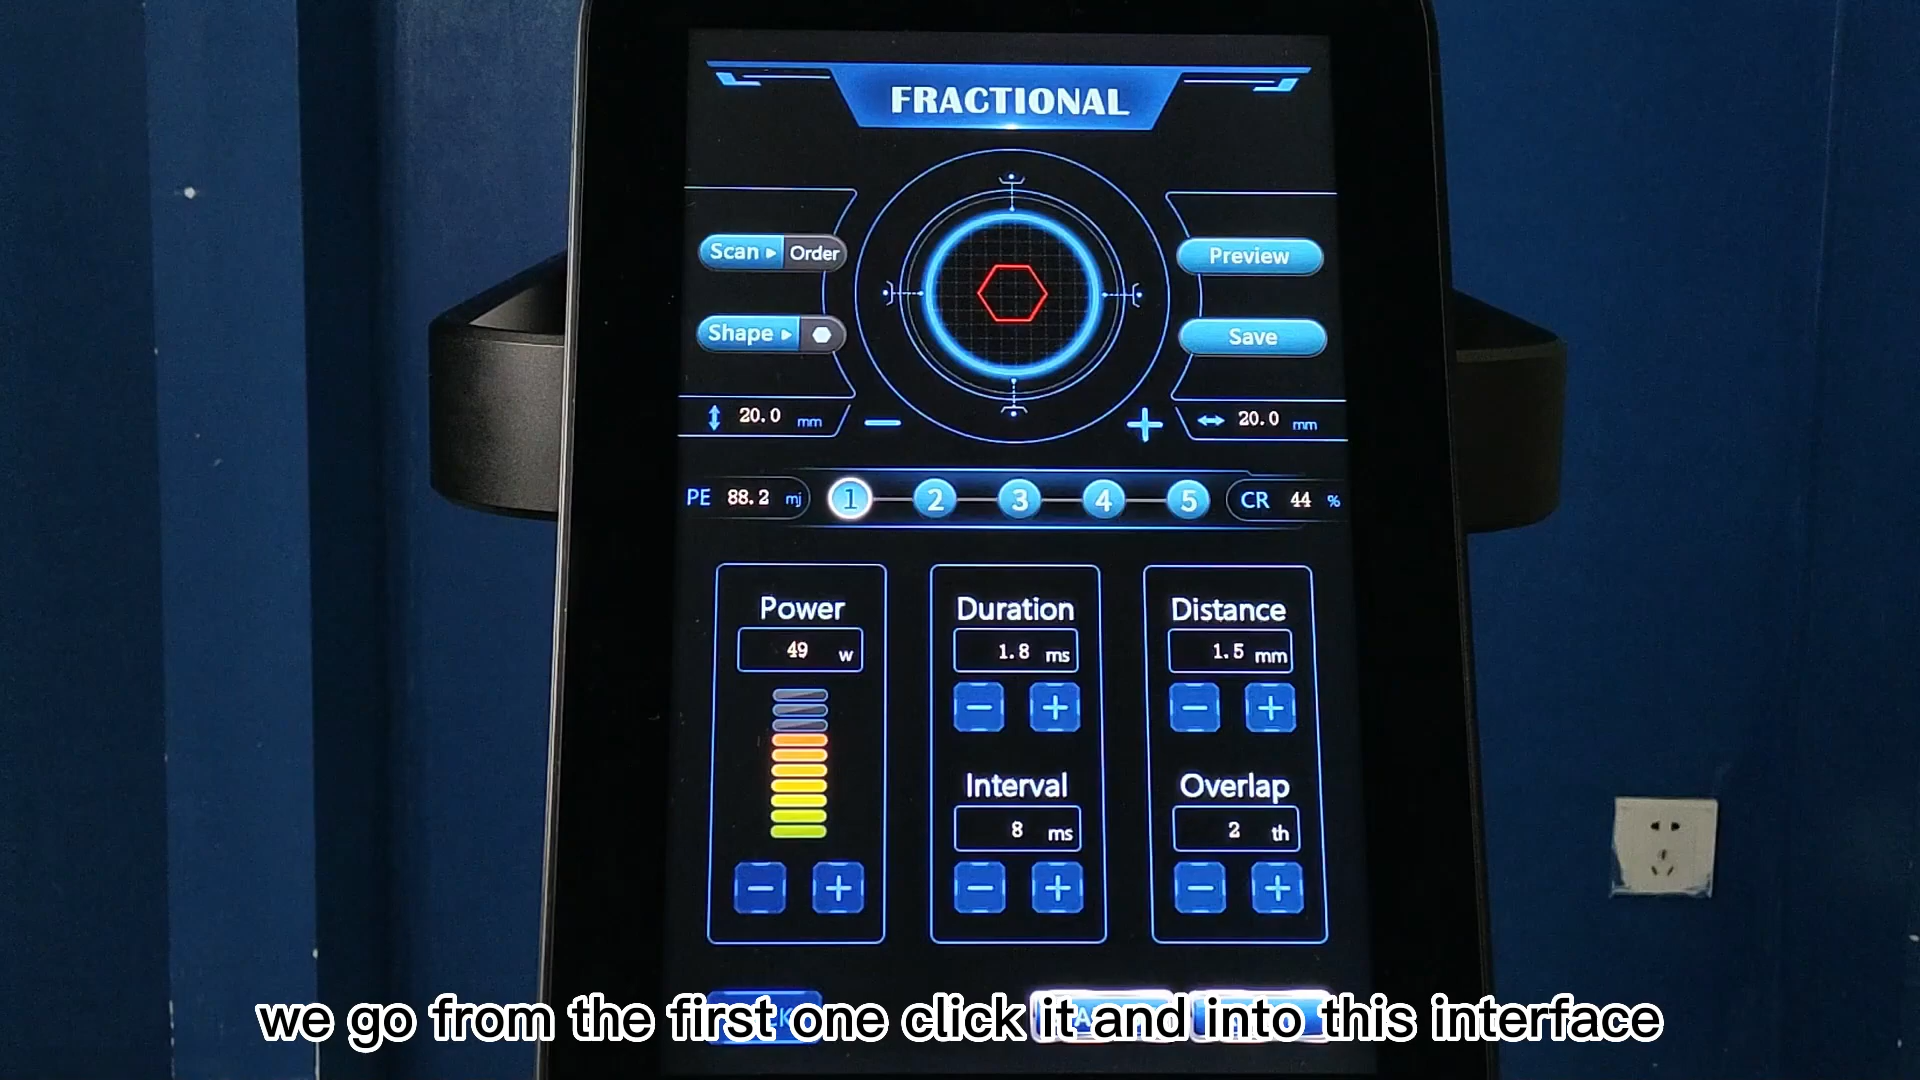 FRACTIONAL
Scan Order
Preview
Shape
Save
20.0 mm
20.0 mm
PE 88.2 mj 1 2 3 4 5 CR 44 %
Power Duration Distance
49 w 1.8 ms 1.5 mm
Interval Overlap
8 ms 2 th
we go from the first one click it and into this interface